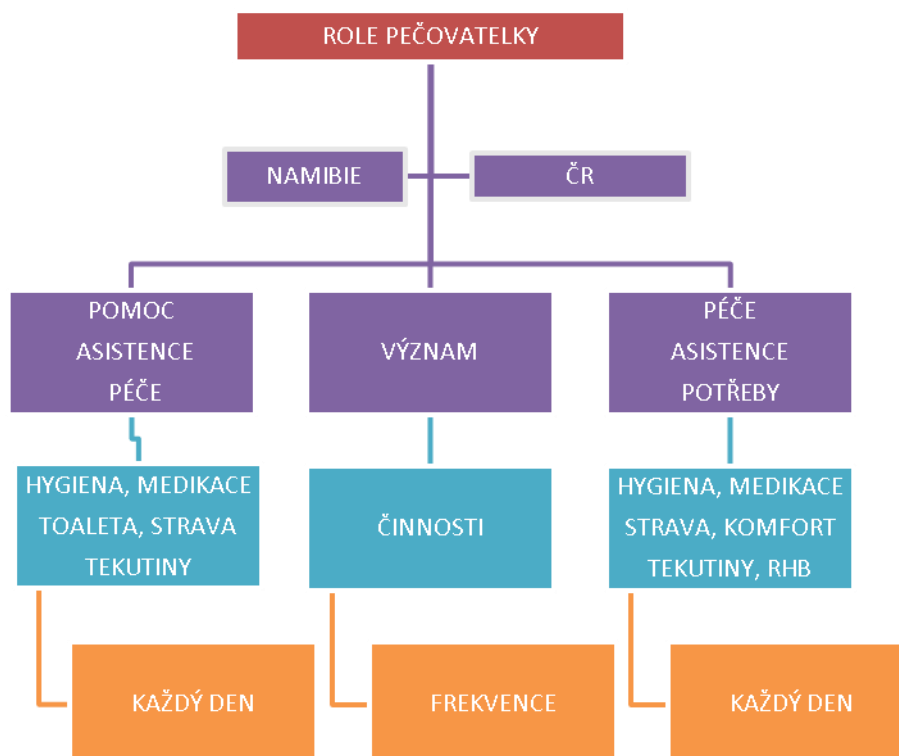 ROLE PEČOVATELKY
NAMIBIE
ČR
POMOC
ASISTENCE
PÉČE
VÝZNAM
PÉČE
ASISTENCE
POTŘEBY
HYGIENA, MEDIKACE
TOALETA, STRAVA
TEKUTINY
ČINNOSTI
HYGIENA, MEDIKACE
STRAVA, KOMFORT
TEKUTINY, RHB
KAŽDÝ DEN
FREKVENCE
KAŽDÝ DEN